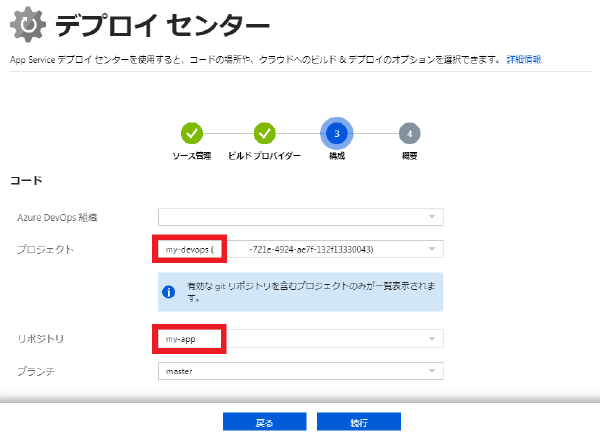 デプロイ センター
App Service デプロイ センターを使用すると、コードの場所や、クラウドへのビルド & デプロイのオプションを選択できます。 詳細情報
3
4
ソース管理
ビルド プロバイダー
構成
概要
コード
Azure DevOps 組織
プロジェクト
my-devops ( -721e-4924-ae7f-132f13330043)
有効な git リポジトリを含むプロジェクトのみが一覧表示されま
す。
リポジトリ
my-app
ブランチ
master
戻る
続行